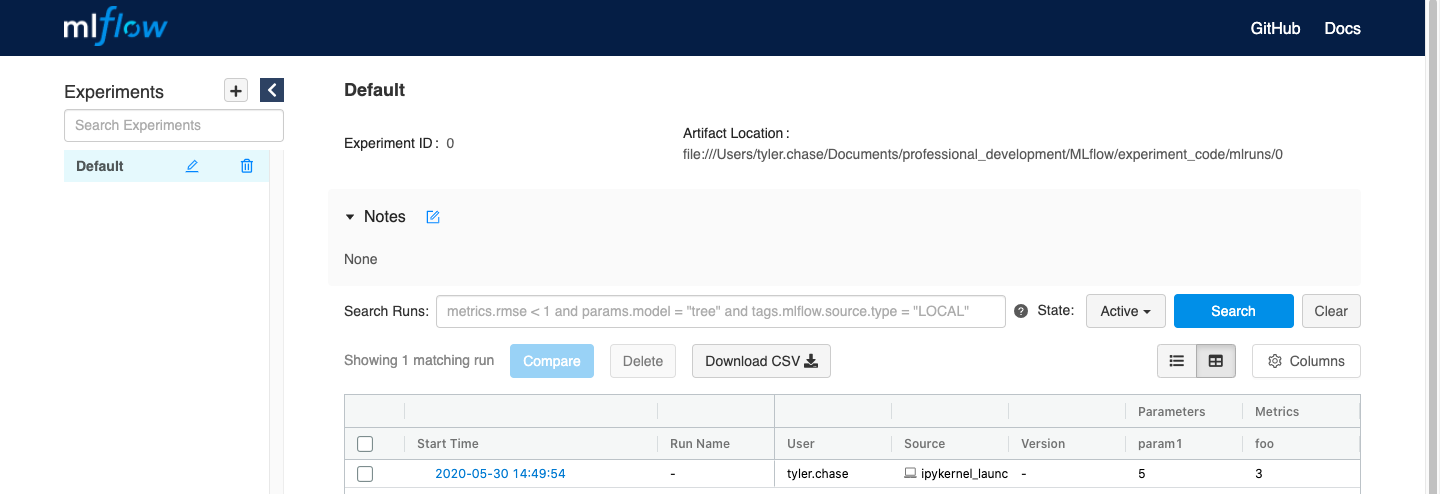 mlflow
GitHub Docs
Experiments
Search Experiments
Default
Default
Experiment ID: 0
Artifact Location:
file:///Users/tyler.chase/Documents/professional_development/MLflow/experiment_code/mlruns/0
Notes
None
Search Runs: metrics.rmse < 1 and params.model = "tree" and tags.mlflow.source.type = "LOCAL" ? State: Active Search Clear
Showing 1 matching run Compare Delete Download CSV Columns
Parameters Metrics
Start Time Run Name User Source Version param1 foo
2020-05-30 14:49:54 - tyler.chase ipykernel_launc - 5 3